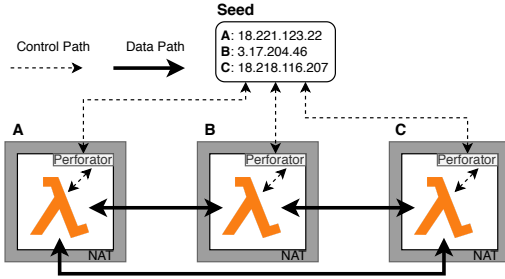 Seed
Control Path
Data Path
A: 18.221.123.22
B: 3.17.204.46
C: 18.218.116.207
A
B
C
Perforator
Perforator
Perforator
NAT
NAT
NAT